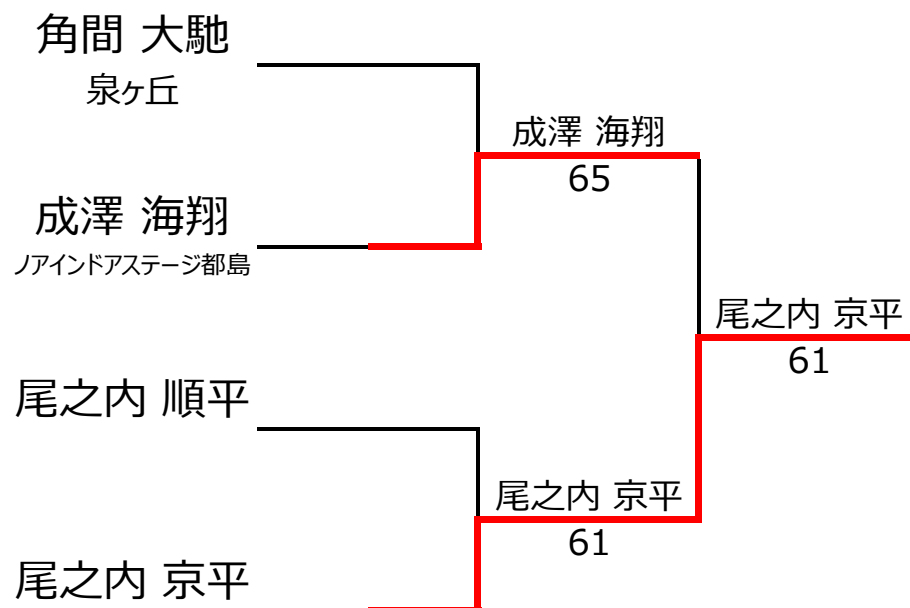 角間 大馳
泉ヶ丘
成澤 海翔
65
成澤 海翔
ノアインドアステージ都島
尾之内 京平
61
尾之内 順平
尾之内 京平
61
尾之内 京平